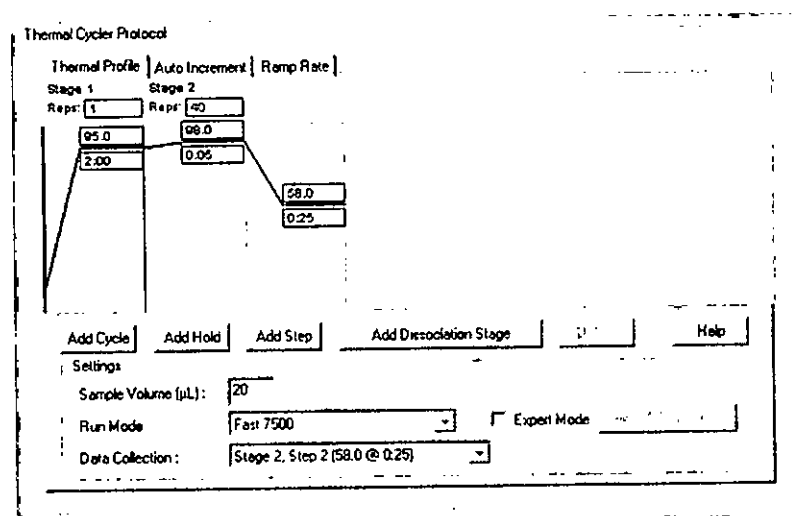 Thermal Cycler Protocol
Thermal Profile Auto Increment Ramp Rate
Stage 1 Stage 2
Reps: 1 Reps: 40
95.0 98.0
2:00 0:05
58.0
0:25
Add Cycle Add Hold Add Step Add Dissociation Stage Help
Settings
Sample Volume (µL) : 20
Run Mode Fast 7500 Expert Mode
Data Collection : Stage 2, Step 2 (58.0 @ 0:25)